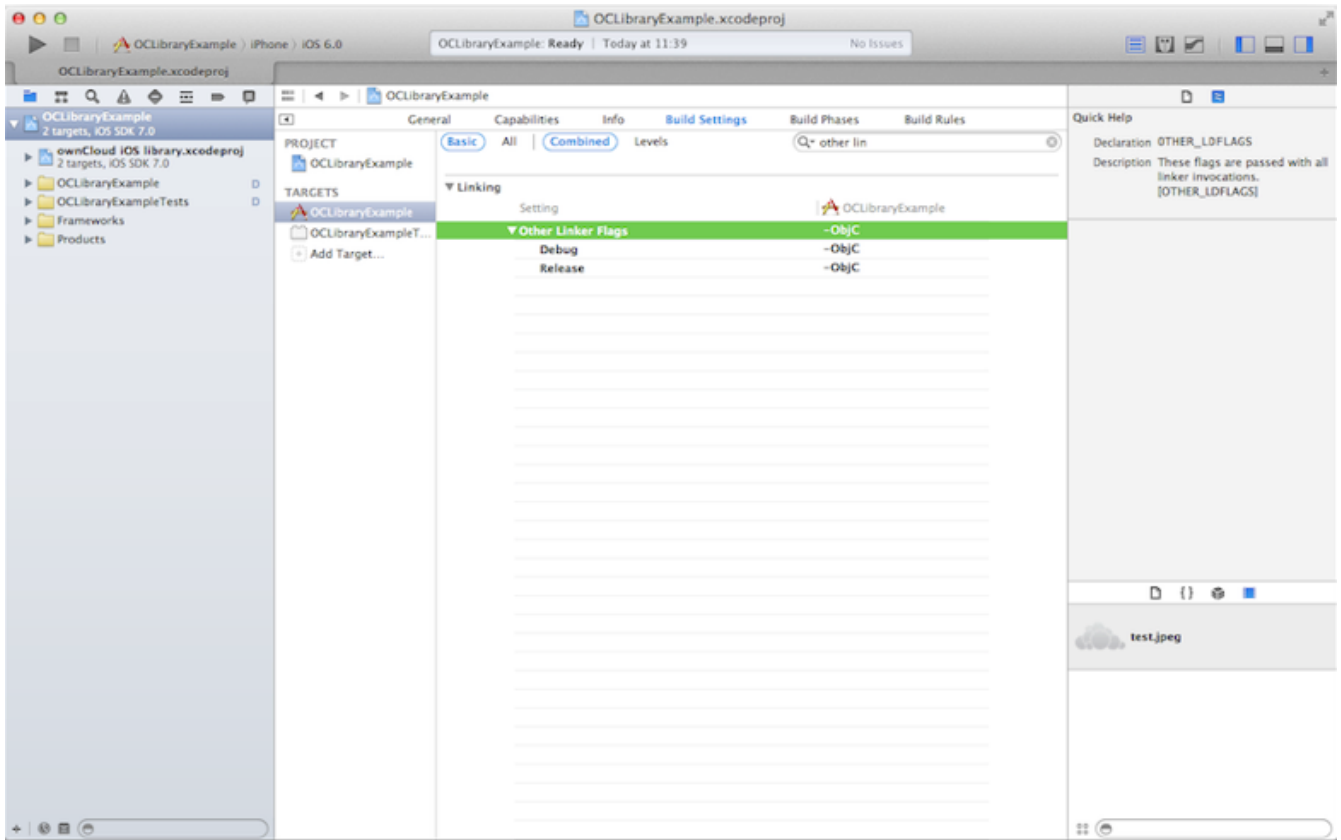 OCLibraryExample.xcodeproj
OCLibraryExample 〉 iPhone 〉 iOS 6.0
OCLibraryExample: Ready | Today at 11:39
No Issues
OCLibraryExample.xcodeproj
OCLibraryExample
2 targets, iOS SDK 7.0
ownCloud iOS library.xcodeproj
2 targets, iOS SDK 7.0
OCLibraryExample D
OCLibraryExampleTests D
Frameworks
Products
OCLibraryExample
General Capabilities Info Build Settings Build Phases Build Rules
PROJECT
OCLibraryExample
TARGETS
OCLibraryExample
OCLibraryExampleT...
Add Target...
Basic All Combined Levels
other lin
Linking
Setting OCLibraryExample
Other Linker Flags -ObjC
Debug -ObjC
Release -ObjC
Quick Help
Declaration OTHER_LDFLAGS
Description These flags are passed with all
linker invocations.
[OTHER_LDFLAGS]
{}
test.jpeg